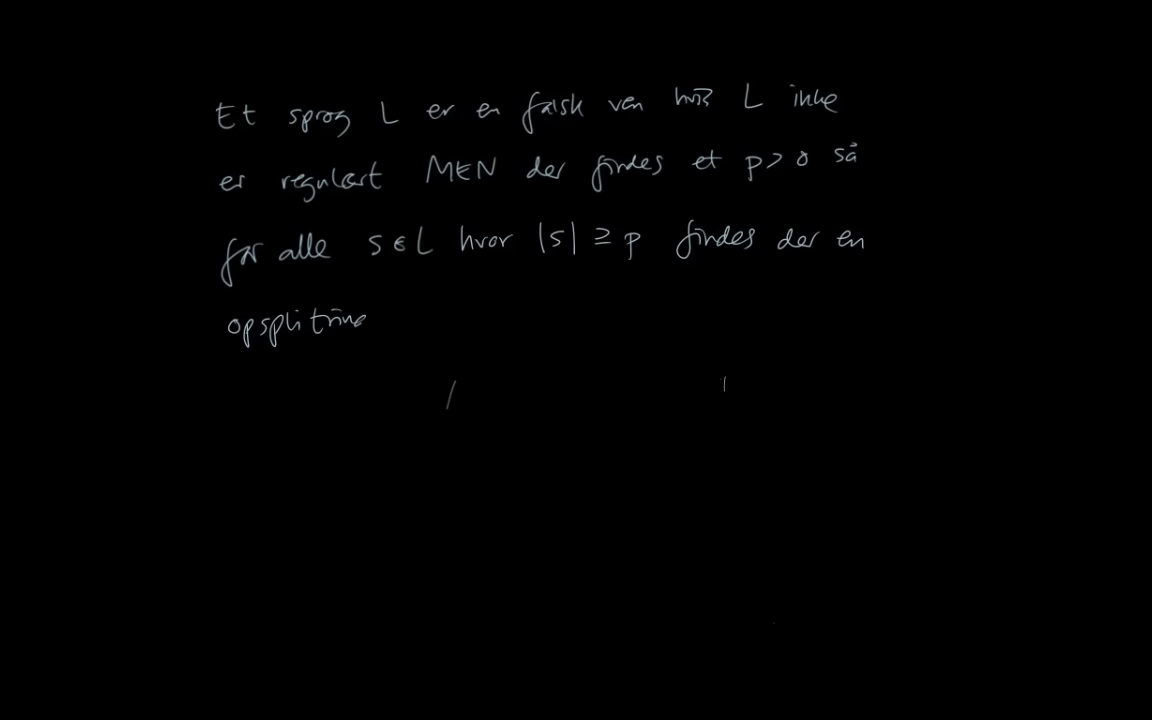 Et sprog L er en falsk ven hvis L ikke
er regulært MEN der findes et p > 0 så
for alle s ∈ L hvor |s| ≥ p findes der en
opsplitning